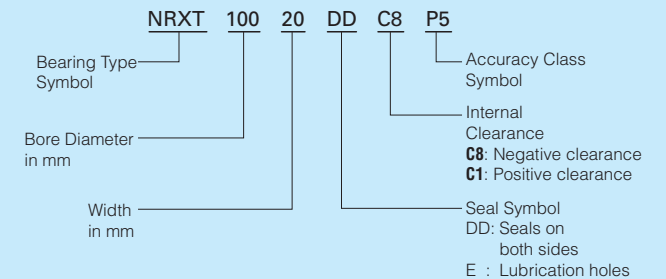 NRXT 100 20 DD C8 P5
Bearing Type
Symbol
Bore Diameter
in mm
Width
in mm
Accuracy Class
Symbol
Internal
Clearance
C8: Negative clearance
C1: Positive clearance
Seal Symbol
DD: Seals on
both sides
E : Lubrication holes